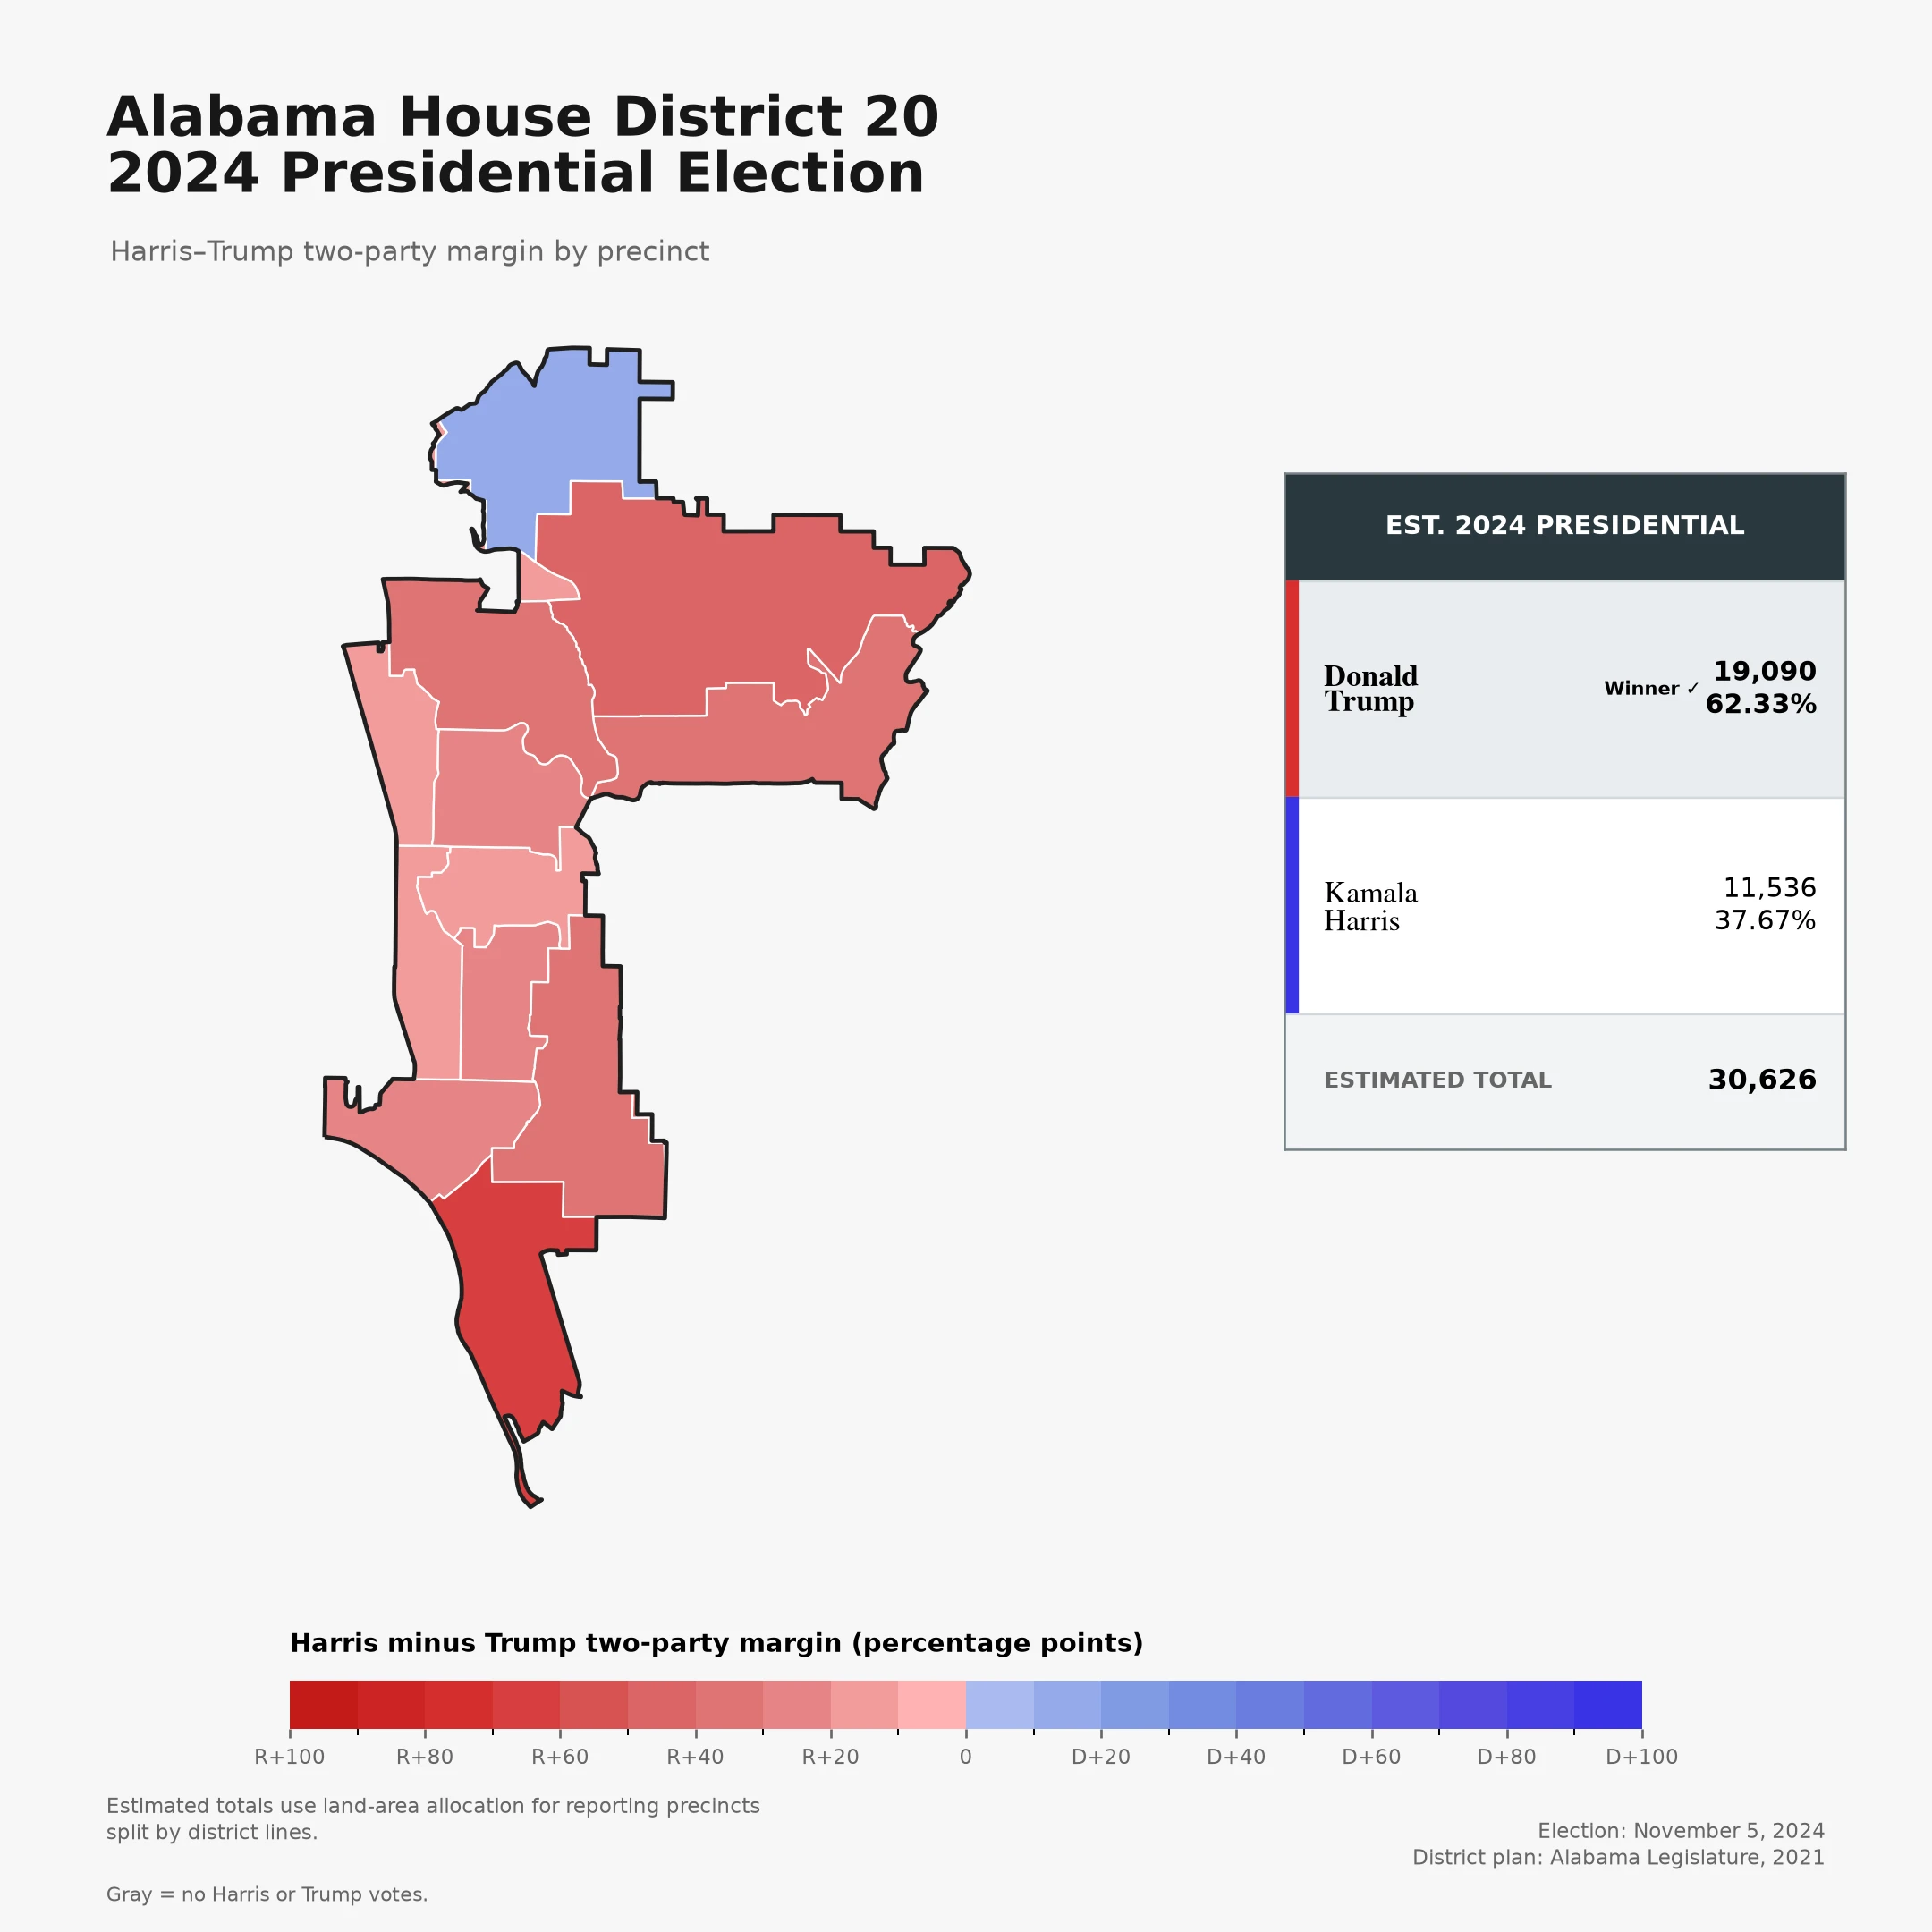 Alabama House District 20
2024 Presidential Election
Harris–Trump two-party margin by precinct
EST. 2024 PRESIDENTIAL
Donald
Trump
Winner ✓
19,090
62.33%
Kamala
Harris
11,536
37.67%
ESTIMATED TOTAL
30,626
Harris minus Trump two-party margin (percentage points)
R+100 R+80 R+60 R+40 R+20 0 D+20 D+40 D+60 D+80 D+100
Estimated totals use land-area allocation for reporting precincts
split by district lines.
Gray = no Harris or Trump votes.
Election: November 5, 2024
District plan: Alabama Legislature, 2021